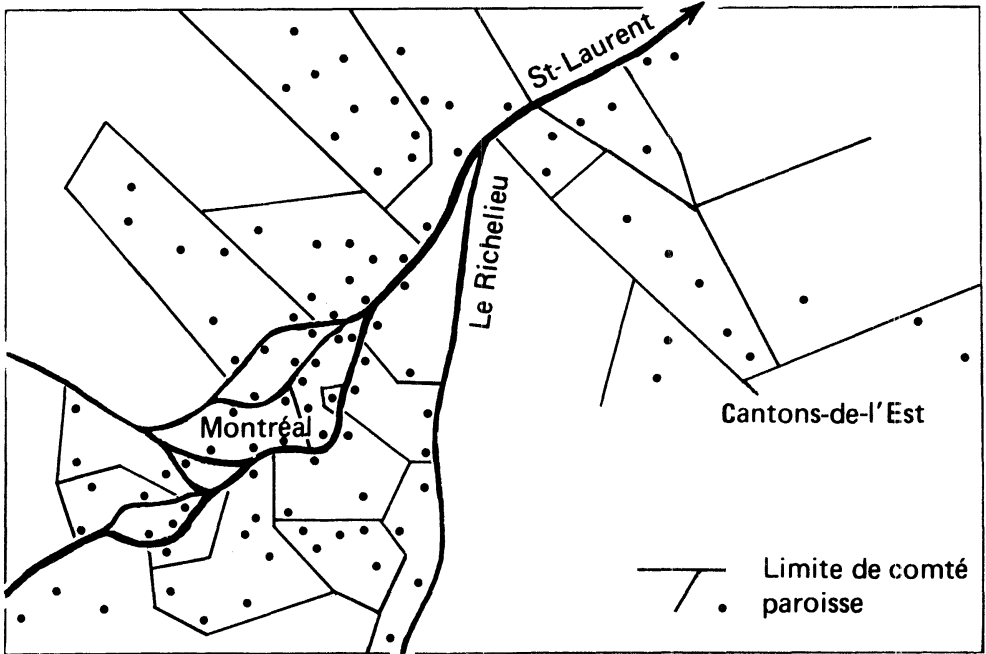 St-Laurent
Le Richelieu
Montréal
Cantons-de-l'Est
Limite de comté
paroisse